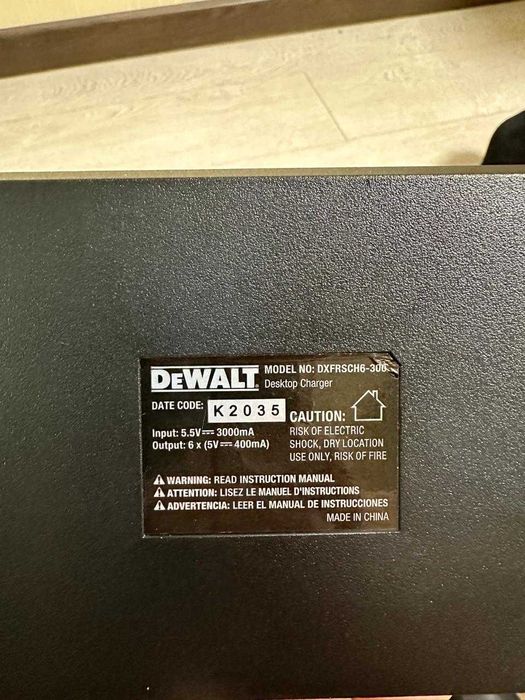 DEWALT MODEL NO: DXFRSCH6-300
Desktop Charger
DATE CODE: K2035
Input: 5.5V⎓3000mA
Output: 6 x (5V⎓400mA)
CAUTION:
RISK OF ELECTRIC
SHOCK, DRY LOCATION
USE ONLY, RISK OF FIRE
⚠ WARNING: READ INSTRUCTION MANUAL
⚠ ATTENTION: LISEZ LE MANUEL D'INSTRUCTIONS
⚠ ADVERTENCIA: LEER EL MANUAL DE INSTRUCCIONES
MADE IN CHINA